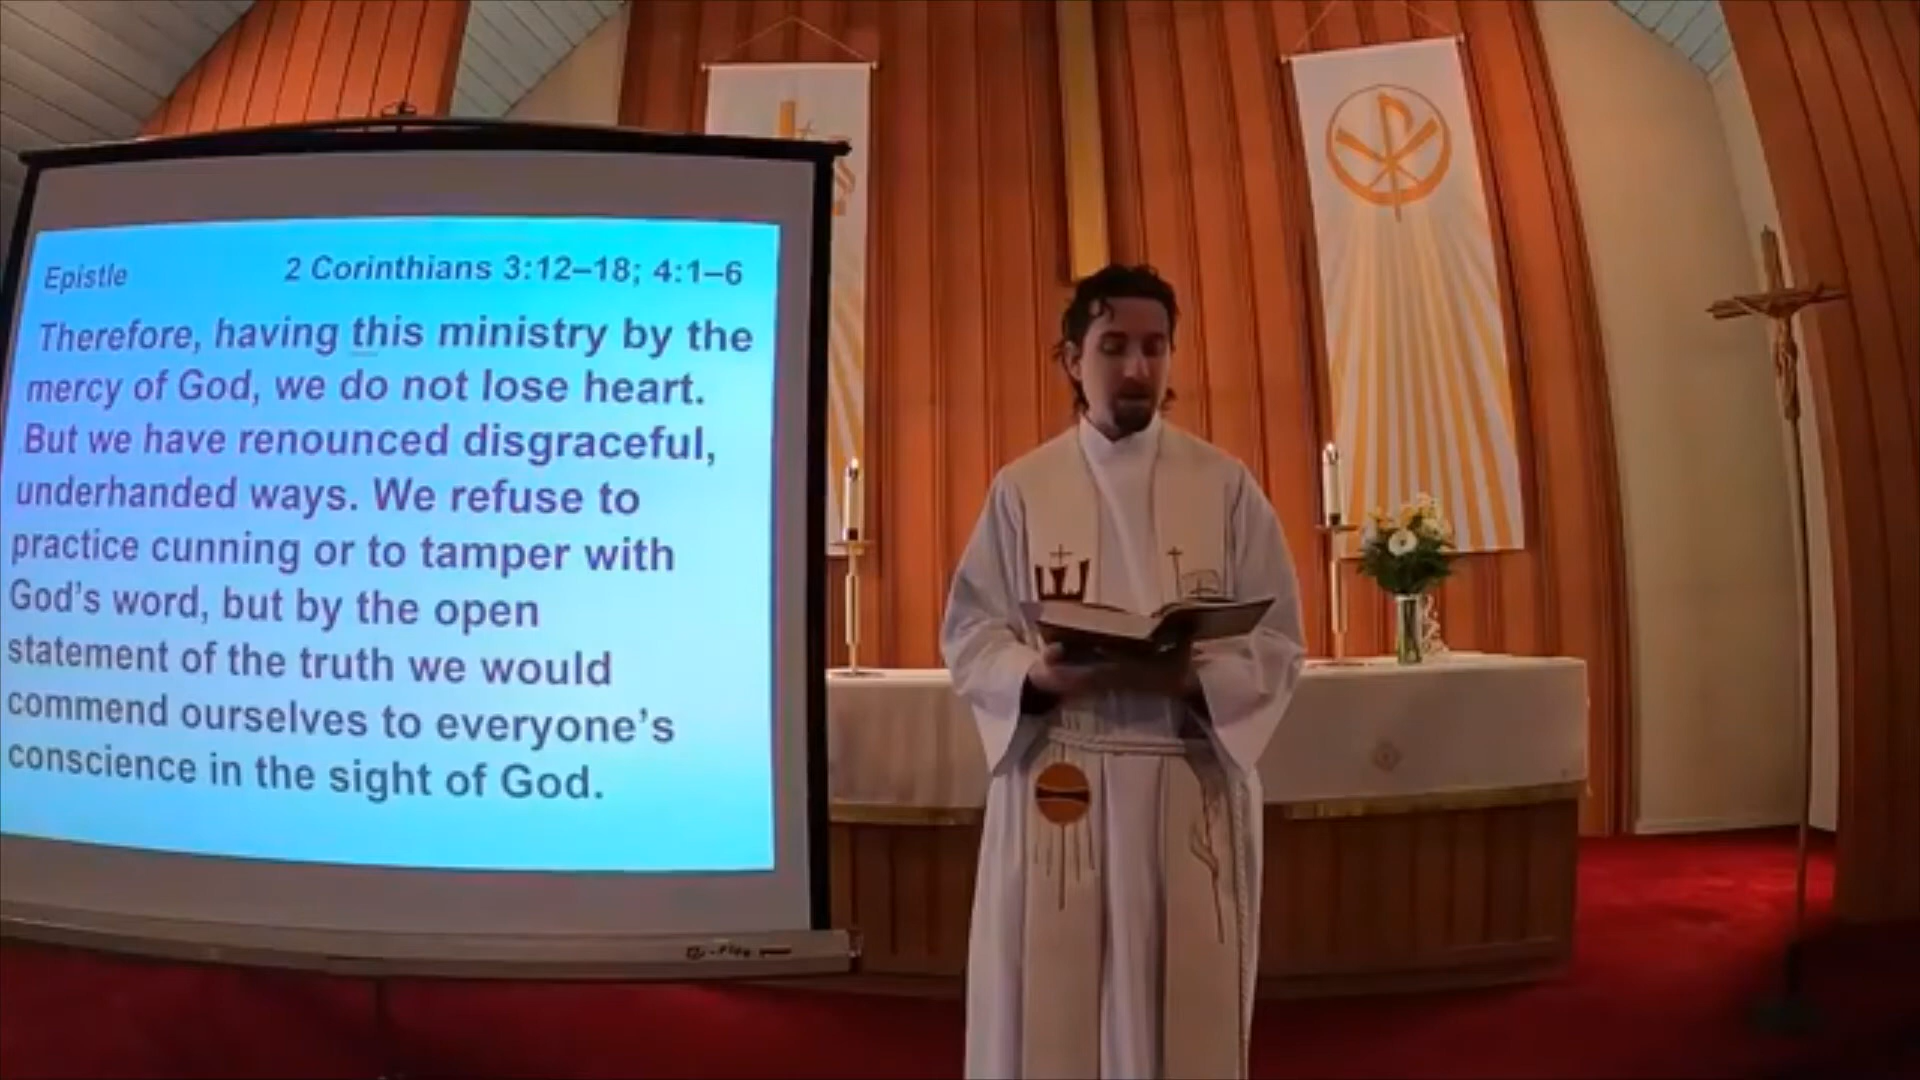 Epistle 2 Corinthians 3:12–18; 4:1–6
Therefore, having this ministry by the
mercy of God, we do not lose heart.
But we have renounced disgraceful,
underhanded ways. We refuse to
practice cunning or to tamper with
God’s word, but by the open
statement of the truth we would
commend ourselves to everyone’s
conscience in the sight of God.